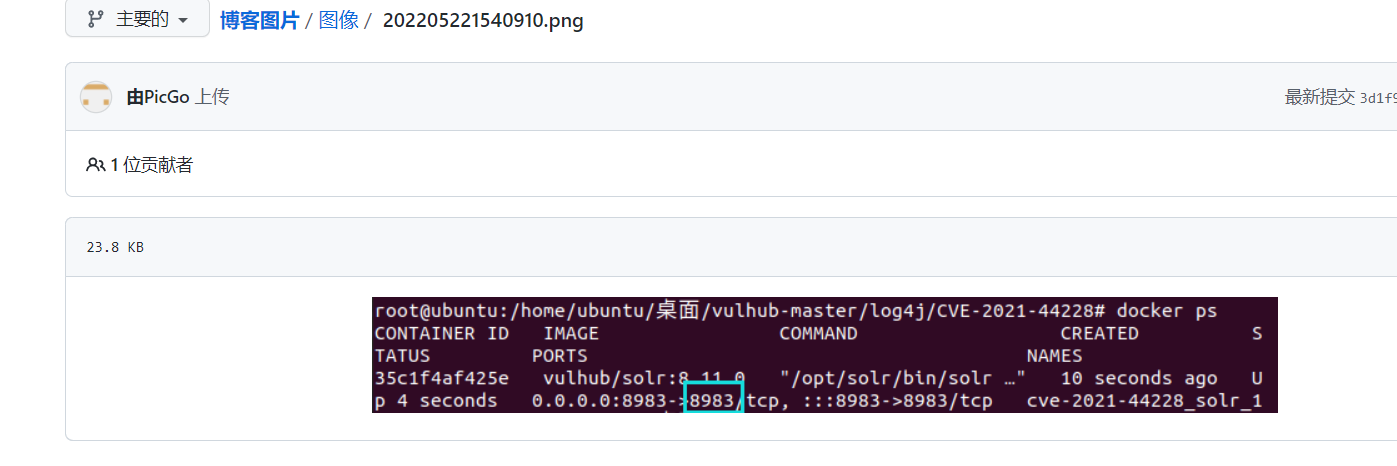 主要的
博客图片 / 图像 / 202205221540910.png
由PicGo 上传
最新提交 3d1f9
1 位贡献者
23.8 KB
root@ubuntu:/home/ubuntu/桌面/vulhub-master/log4j/CVE-2021-44228# docker ps
CONTAINER ID IMAGE COMMAND CREATED S
TATUS PORTS NAMES
35c1f4af425e vulhub/solr:8.11.0 "/opt/solr/bin/solr …" 10 seconds ago U
p 4 seconds 0.0.0.0:8983->8983/tcp, :::8983->8983/tcp cve-2021-44228_solr_1